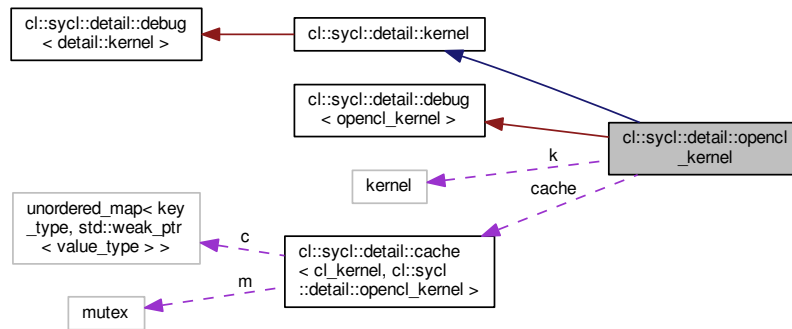 cl::sycl::detail::debug
< detail::kernel >
cl::sycl::detail::kernel
cl::sycl::detail::debug
< opencl_kernel >
cl::sycl::detail::opencl
_kernel
k
kernel
cache
unordered_map< key
_type, std::weak_ptr
< value_type > >
c
cl::sycl::detail::cache
< cl_kernel, cl::sycl
::detail::opencl_kernel >
m
mutex